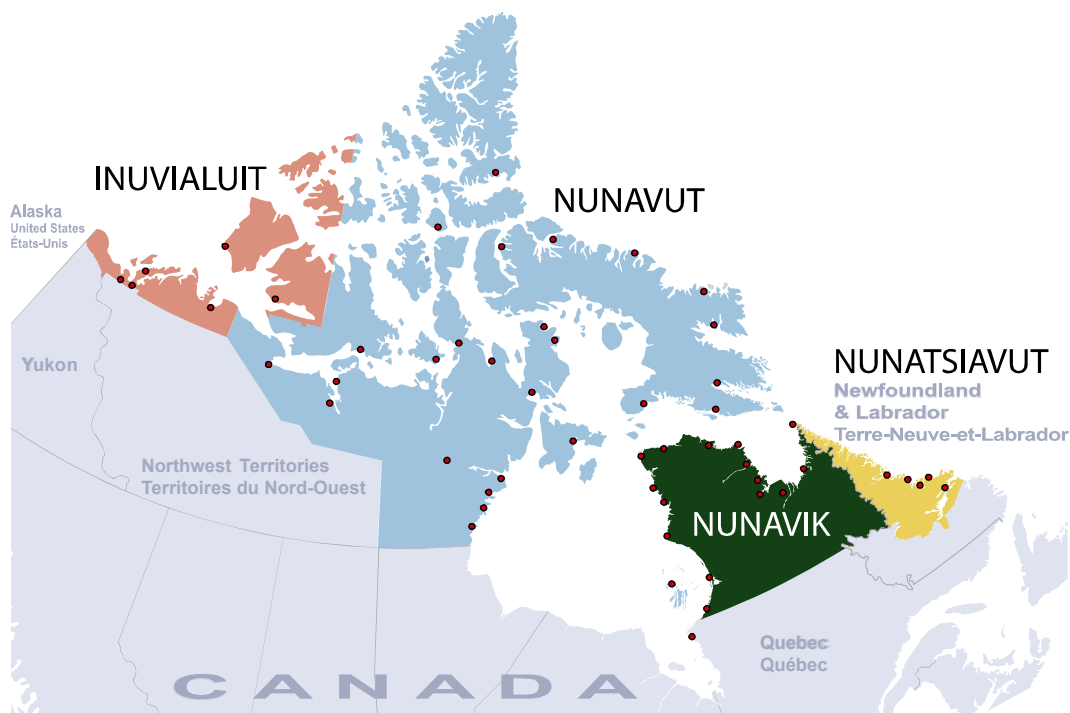 INUVIALUIT
NUNAVUT
Alaska
United States
États-Unis
Yukon
NUNATSIAVUT
Newfoundland
& Labrador
Terre-Neuve-et-Labrador
Northwest Territories
Territoires du Nord-Ouest
NUNAVIK
Quebec
Québec
CANADA